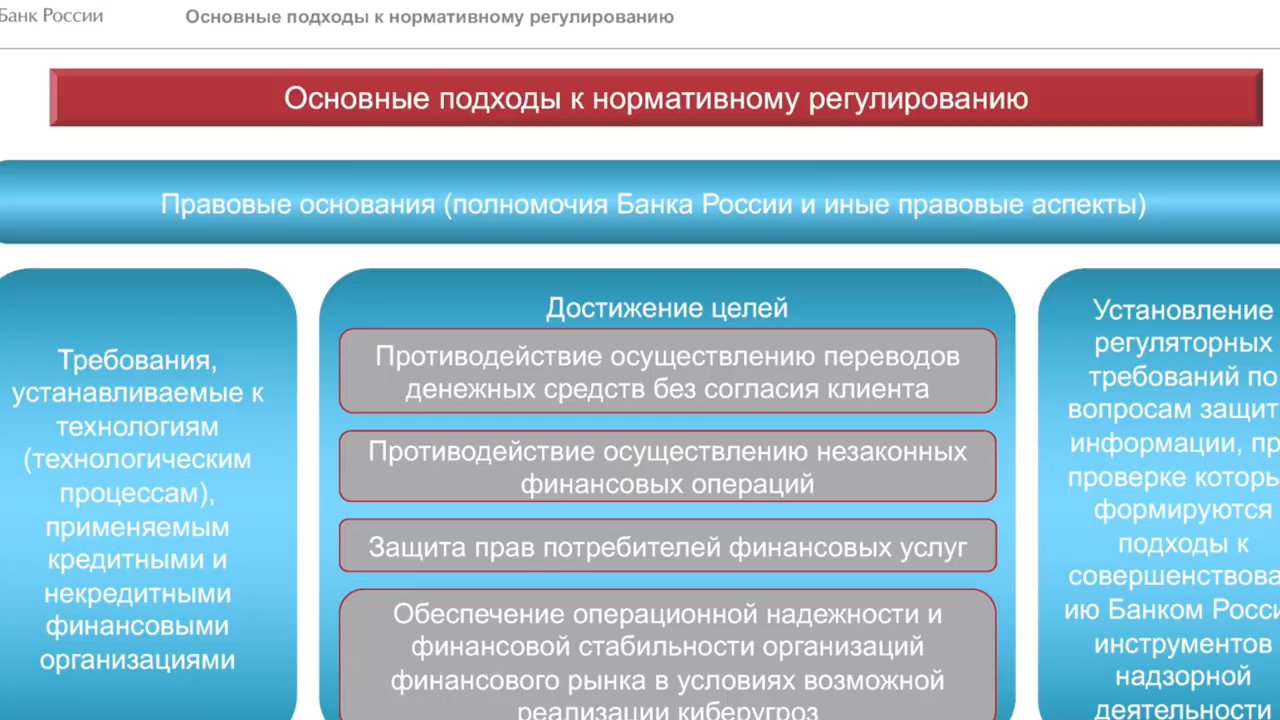 Банк России
Основные подходы к нормативному регулированию
Основные подходы к нормативному регулированию
Правовые основания (полномочия Банка России и иные правовые аспекты)
Требования,
устанавливаемые к
технологиям
(технологическим
процессам),
применяемым
кредитными и
некредитными
финансовыми
организациями
Достижение целей
Противодействие осуществлению переводов
денежных средств без согласия клиента
Противодействие осуществлению незаконных
финансовых операций
Защита прав потребителей финансовых услуг
Обеспечение операционной надежности и
финансовой стабильности организаций
финансового рынка в условиях возможной
реализации киберугроз
Установление
регуляторных
требований по
вопросам защит
информации, пр
проверке которы
формируются
подходы к
совершенствова
ию Банком Росси
инструментов
надзорной
деятельности